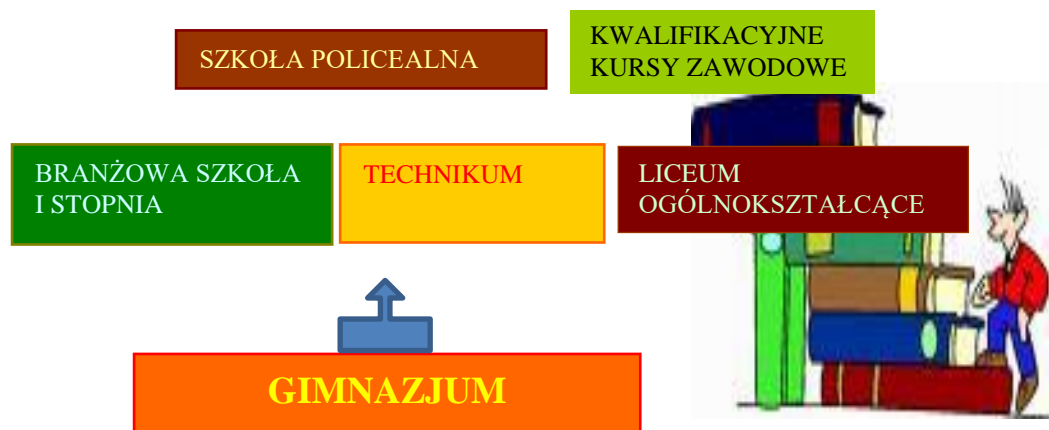 SZKOŁA POLICEALNA
KWALIFIKACYJNE
KURSY ZAWODOWE
BRANŻOWA SZKOŁA
I STOPNIA
TECHNIKUM
LICEUM
OGÓLNOKSZTAŁCĄCE
GIMNAZJUM